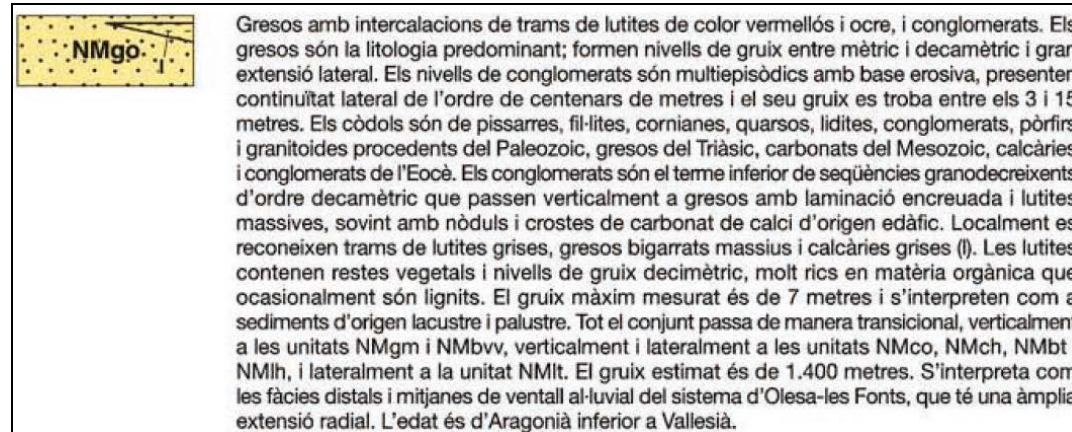 NMgo
l
Gresos amb intercalacions de trams de lutites de color vermellós i ocre, i conglomerats. Els
gresos són la litologia predominant; formen nivells de gruix entre mètric i decamètric i gran
extensió lateral. Els nivells de conglomerats són multiepisòdics amb base erosiva, presenten
continuïtat lateral de l'ordre de centenars de metres i el seu gruix es troba entre els 3 i 15
metres. Els còdols són de pissarres, fil·lites, cornianes, quarsos, lidites, conglomerats, pòrfirs
i granitoides procedents del Paleozoic, gresos del Triàsic, carbonats del Mesozoic, calcàries
i conglomerats de l'Eocè. Els conglomerats són el terme inferior de seqüències granodecreixents
d'ordre decamètric que passen verticalment a gresos amb laminació encreuada i lutites
massives, sovint amb nòduls i crostes de carbonat de calci d'origen edàfic. Localment es
reconeixen trams de lutites grises, gresos bigarrats massius i calcàries grises (l). Les lutites
contenen restes vegetals i nivells de gruix decimètric, molt rics en matèria orgànica que
ocasionalment són lignits. El gruix màxim mesurat és de 7 metres i s'interpreten com a
sediments d'origen lacustre i palustre. Tot el conjunt passa de manera transicional, verticalment
a les unitats NMgm i NMbvv, verticalment i lateralment a les unitats NMco, NMch, NMbt i
NMlh, i lateralment a la unitat NMlt. El gruix estimat és de 1.400 metres. S'interpreta com
les fàcies distals i mitjanes de ventall al·luvial del sistema d'Olesa-les Fonts, que té una àmplia
extensió radial. L'edat és d'Aragonià inferior a Vallesià.